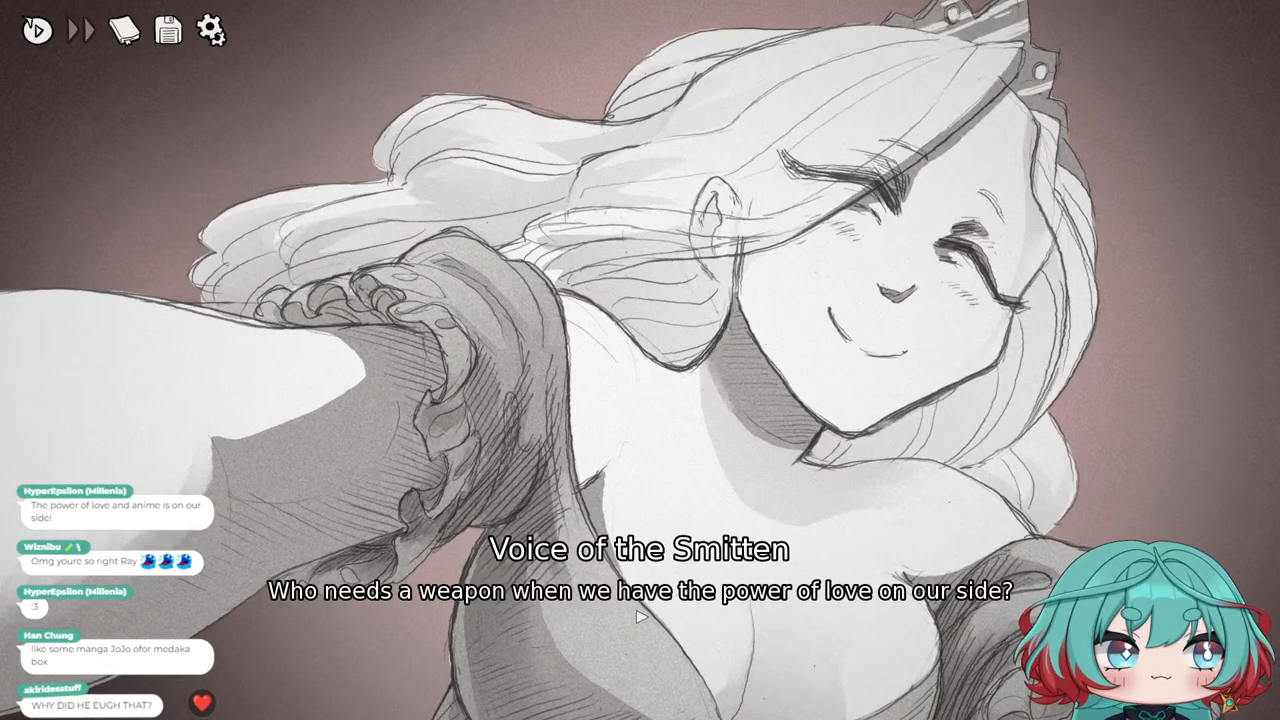 HyperEpsilon (Millenia)
The power of love and anime is on our
side!
Wiznibu
Omg youre so right Ray
HyperEpsilon (Millenia)
:3
Han Chung
like some manga JoJo ofor medaka
box
akiridesstuff
WHY DID HE EUGH THAT?
Voice of the Smitten
Who needs a weapon when we have the power of love on our side?